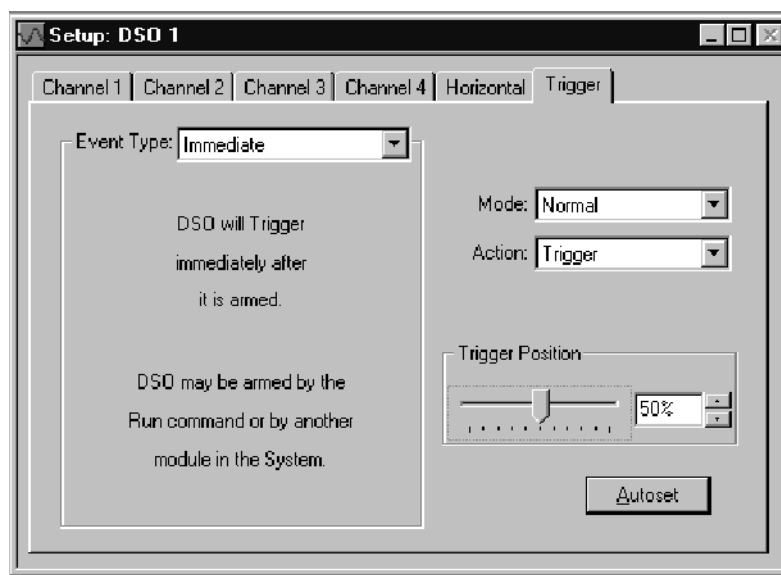 Setup: DSO 1
Channel 1 Channel 2 Channel 3 Channel 4 Horizontal Trigger
Event Type: Immediate
DSO will Trigger
immediately after
it is armed.
DSO may be armed by the
Run command or by another
module in the System.
Mode: Normal
Action: Trigger
Trigger Position
50%
Autoset